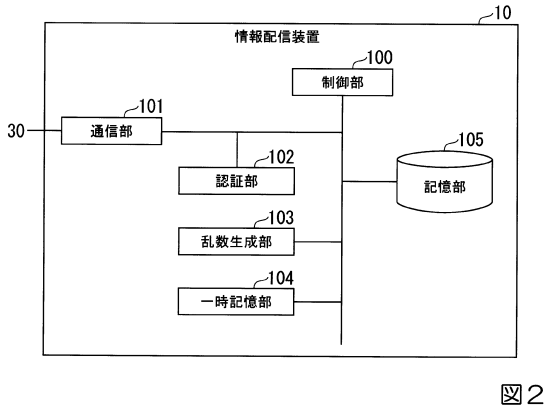 10
情報配信装置
100
制御部
101
30
通信部
105
記憶部
102
認証部
103
乱数生成部
104
一時記憶部
図2